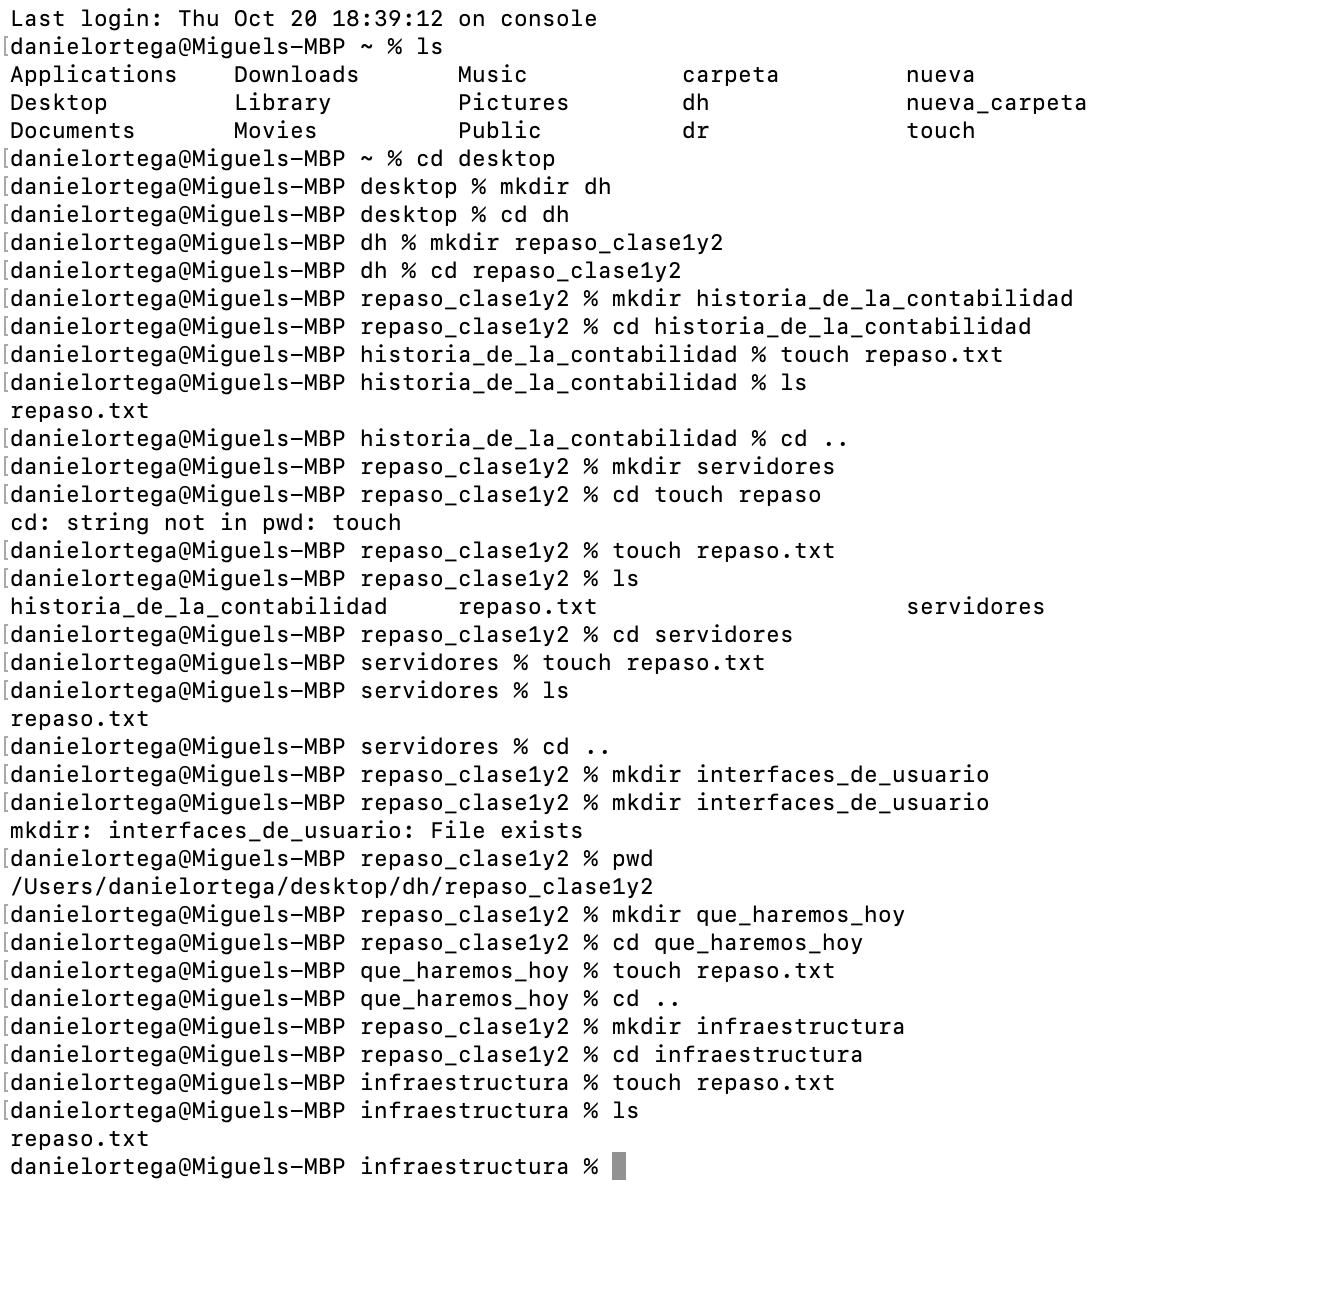 Last login: Thu Oct 20 18:39:12 on console
[danielortega@Miguels-MBP ~ % ls
Applications    Downloads       Music           carpeta         nueva
Desktop         Library         Pictures        dh              nueva_carpeta
Documents       Movies          Public          dr              touch
[danielortega@Miguels-MBP ~ % cd desktop
[danielortega@Miguels-MBP desktop % mkdir dh
[danielortega@Miguels-MBP desktop % cd dh
[danielortega@Miguels-MBP dh % mkdir repaso_clase1y2
[danielortega@Miguels-MBP dh % cd repaso_clase1y2
[danielortega@Miguels-MBP repaso_clase1y2 % mkdir historia_de_la_contabilidad
[danielortega@Miguels-MBP repaso_clase1y2 % cd historia_de_la_contabilidad
[danielortega@Miguels-MBP historia_de_la_contabilidad % touch repaso.txt
[danielortega@Miguels-MBP historia_de_la_contabilidad % ls
repaso.txt
[danielortega@Miguels-MBP historia_de_la_contabilidad % cd ..
[danielortega@Miguels-MBP repaso_clase1y2 % mkdir servidores
[danielortega@Miguels-MBP repaso_clase1y2 % cd touch repaso
cd: string not in pwd: touch
[danielortega@Miguels-MBP repaso_clase1y2 % touch repaso.txt
[danielortega@Miguels-MBP repaso_clase1y2 % ls
historia_de_la_contabilidad     repaso.txt                      servidores
[danielortega@Miguels-MBP repaso_clase1y2 % cd servidores
[danielortega@Miguels-MBP servidores % touch repaso.txt
[danielortega@Miguels-MBP servidores % ls
repaso.txt
[danielortega@Miguels-MBP servidores % cd ..
[danielortega@Miguels-MBP repaso_clase1y2 % mkdir interfaces_de_usuario
[danielortega@Miguels-MBP repaso_clase1y2 % mkdir interfaces_de_usuario
mkdir: interfaces_de_usuario: File exists
[danielortega@Miguels-MBP repaso_clase1y2 % pwd
/Users/danielortega/desktop/dh/repaso_clase1y2
[danielortega@Miguels-MBP repaso_clase1y2 % mkdir que_haremos_hoy
[danielortega@Miguels-MBP repaso_clase1y2 % cd que_haremos_hoy
[danielortega@Miguels-MBP que_haremos_hoy % touch repaso.txt
[danielortega@Miguels-MBP que_haremos_hoy % cd ..
[danielortega@Miguels-MBP repaso_clase1y2 % mkdir infraestructura
[danielortega@Miguels-MBP repaso_clase1y2 % cd infraestructura
[danielortega@Miguels-MBP infraestructura % touch repaso.txt
[danielortega@Miguels-MBP infraestructura % ls
repaso.txt
danielortega@Miguels-MBP infraestructura %